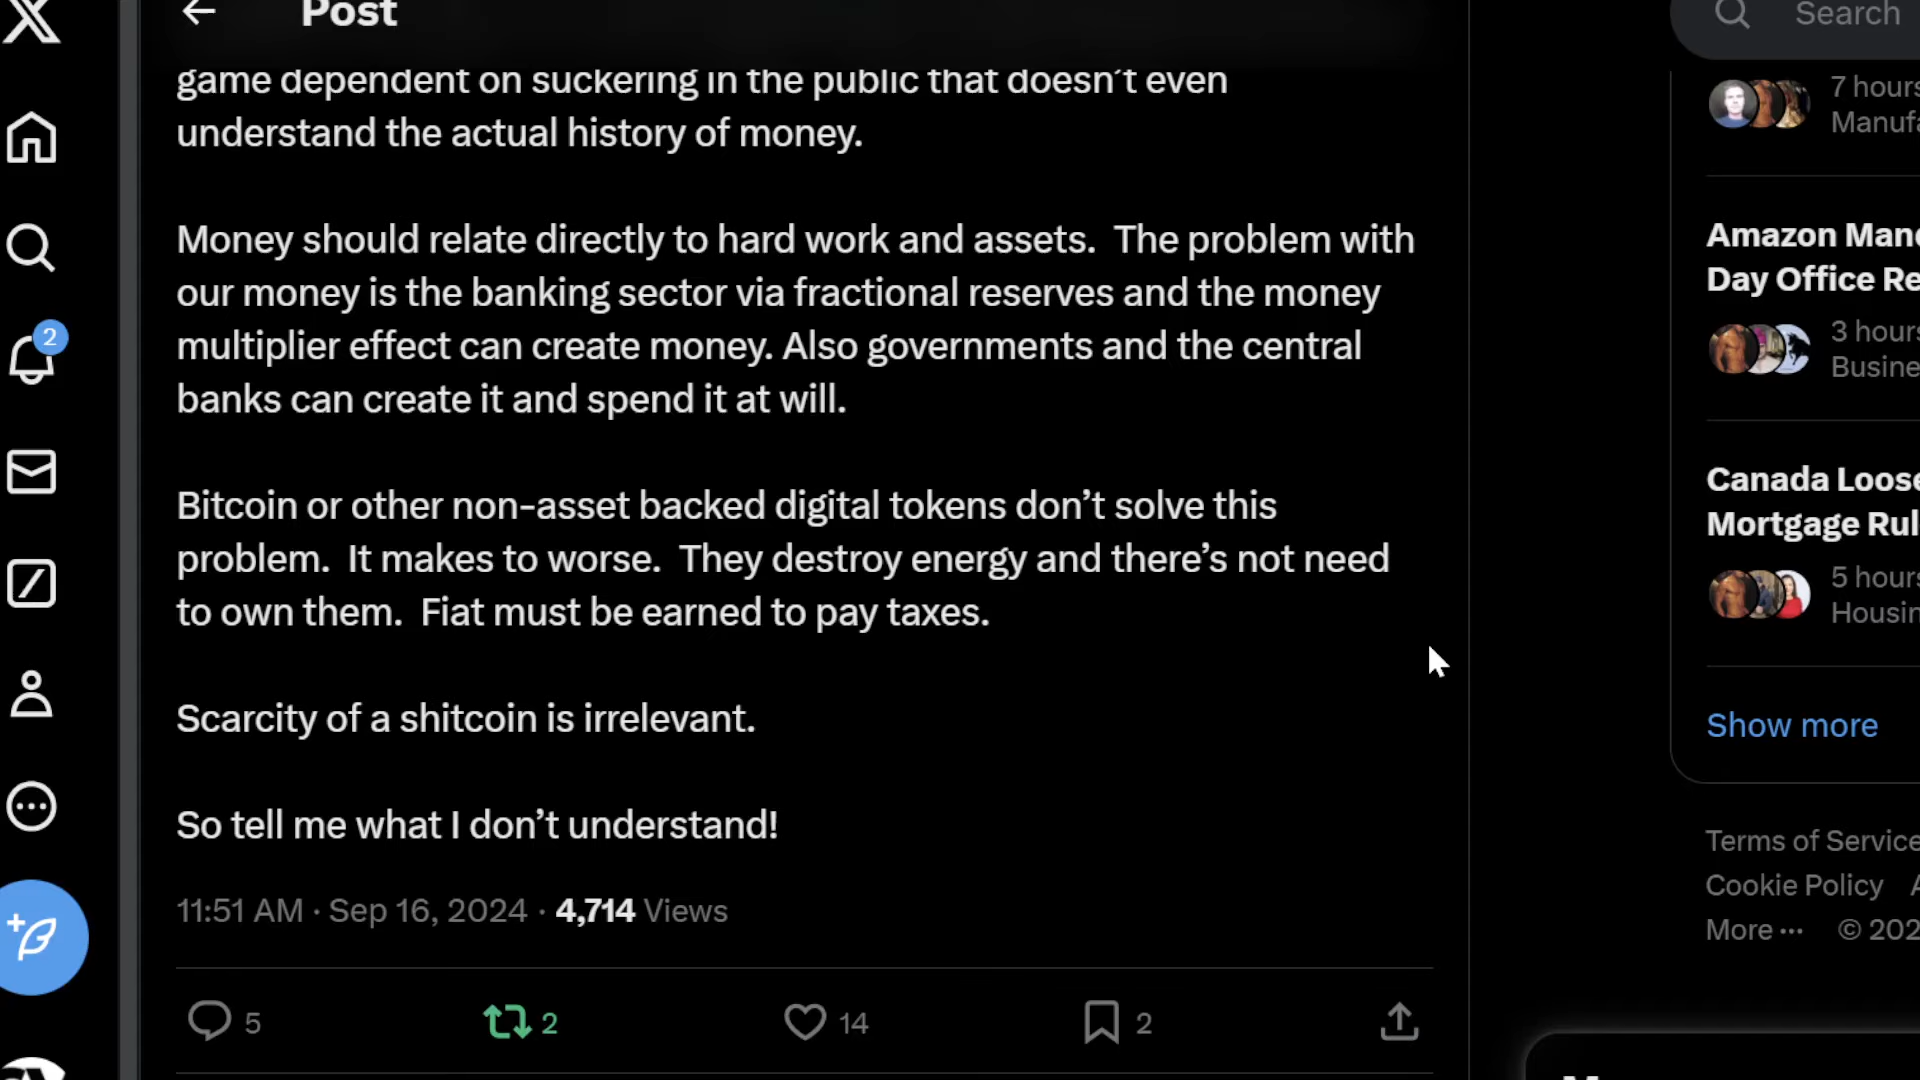 Post
Search
game dependent on suckering in the public that doesn't even
understand the actual history of money.
Money should relate directly to hard work and assets.  The problem with
our money is the banking sector via fractional reserves and the money
multiplier effect can create money. Also governments and the central
banks can create it and spend it at will.
Bitcoin or other non-asset backed digital tokens don't solve this
problem.  It makes to worse.  They destroy energy and there's not need
to own them.  Fiat must be earned to pay taxes.
Scarcity of a shitcoin is irrelevant.
So tell me what I don't understand!
11:51 AM · Sep 16, 2024 · 4,714 Views
5 2 14 2
2
7 hours
Manufa
Amazon Man
Day Office Re
3 hours
Busine
Canada Loose
Mortgage Rul
5 hours
Housin
Show more
Terms of Service
Cookie Policy
More ··· © 202